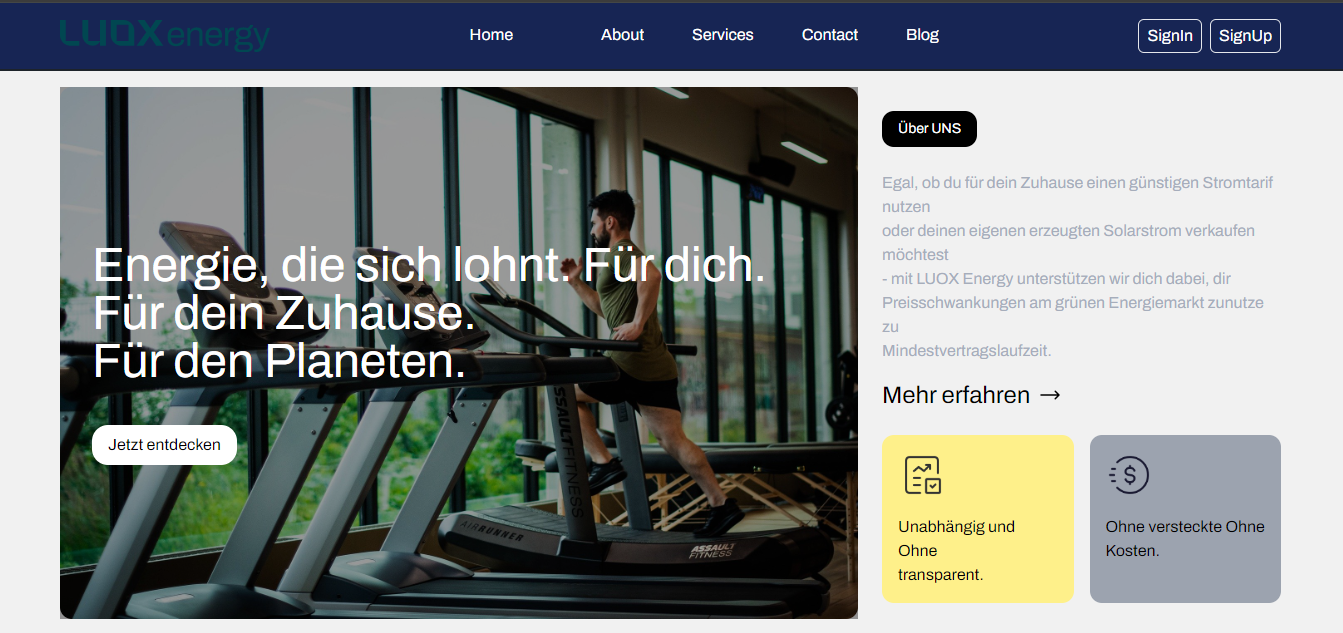 LUOX energy
Home
About
Services
Contact
Blog
SignIn
SignUp
Energie, die sich lohnt. Für dich.
Für dein Zuhause.
Für den Planeten.
Jetzt entdecken
ASSAULT FITNESS
AIRRUNNER
ASSAULT
FITNESS
Über UNS
Egal, ob du für dein Zuhause einen günstigen Stromtarif
nutzen
oder deinen eigenen erzeugten Solarstrom verkaufen
möchtest
- mit LUOX Energy unterstützen wir dich dabei, dir
Preisschwankungen am grünen Energiemarkt zunutze
zu
Mindestvertragslaufzeit.
Mehr erfahren →
Unabhängig und
Ohne
transparent.
$
Ohne versteckte Ohne
Kosten.